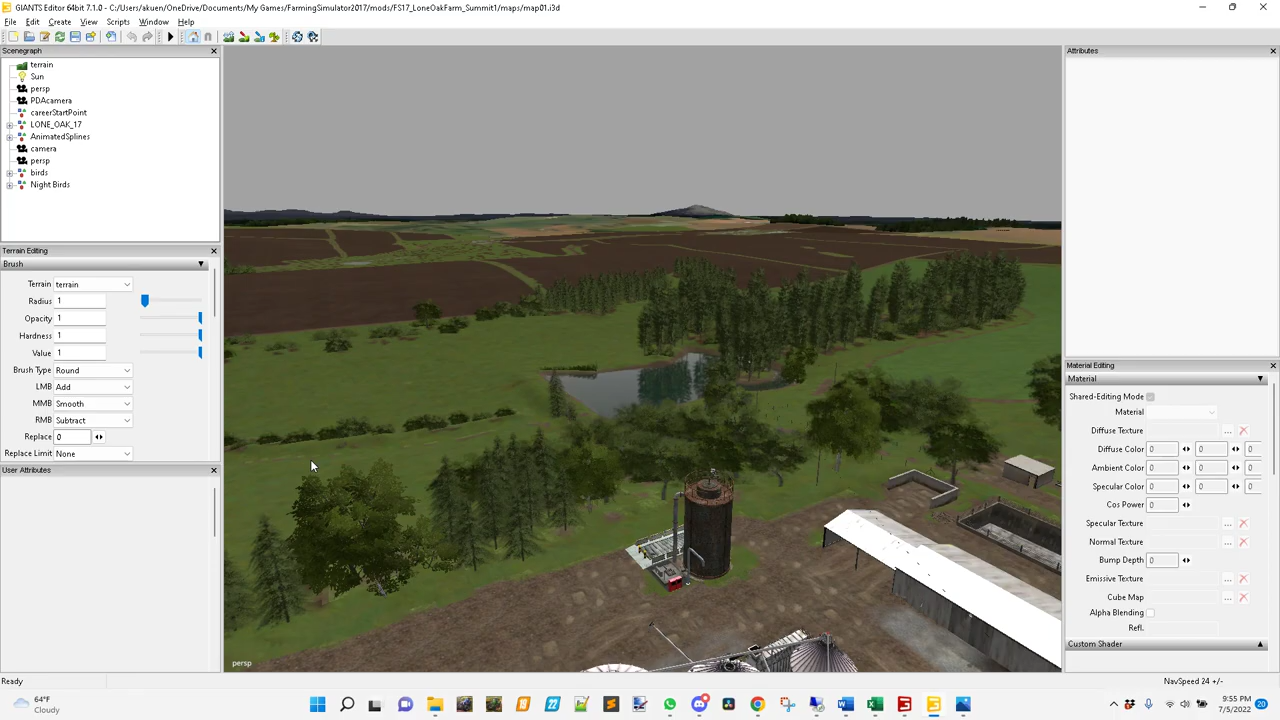 GIANTS Editor 64bit 7.1.0 - C:/Users/akuen/OneDrive/Documents/My Games/FarmingSimulator2017/mods/FS17_LoneOakFarm_Summit1/maps/map01.i3d
File Edit Create View Scripts Window Help
Scenegraph
terrain
Sun
persp
PDAcamera
careerStartPoint
LONE_OAK_17
AnimatedSplines
camera
persp
birds
Night Birds
Terrain Editing
Brush
Terrain terrain
Radius 1
Opacity 1
Hardness 1
Value 1
Brush Type Round
LMB Add
MMB Smooth
RMB Subtract
Replace 0
Replace Limit None
User Attributes
persp
Attributes
Material Editing
Material
Shared-Editing Mode
Material
Diffuse Texture ...
Diffuse Color 0 0 0
Ambient Color 0 0 0
Specular Color 0 0 0
Cos Power 0
Specular Texture ...
Normal Texture ...
Bump Depth 0
Emissive Texture ...
Cube Map ...
Alpha Blending
Refl.
Custom Shader
Ready
NavSpeed 24 +/-
64°F
Cloudy
19
22
9:55 PM
7/5/2022
20